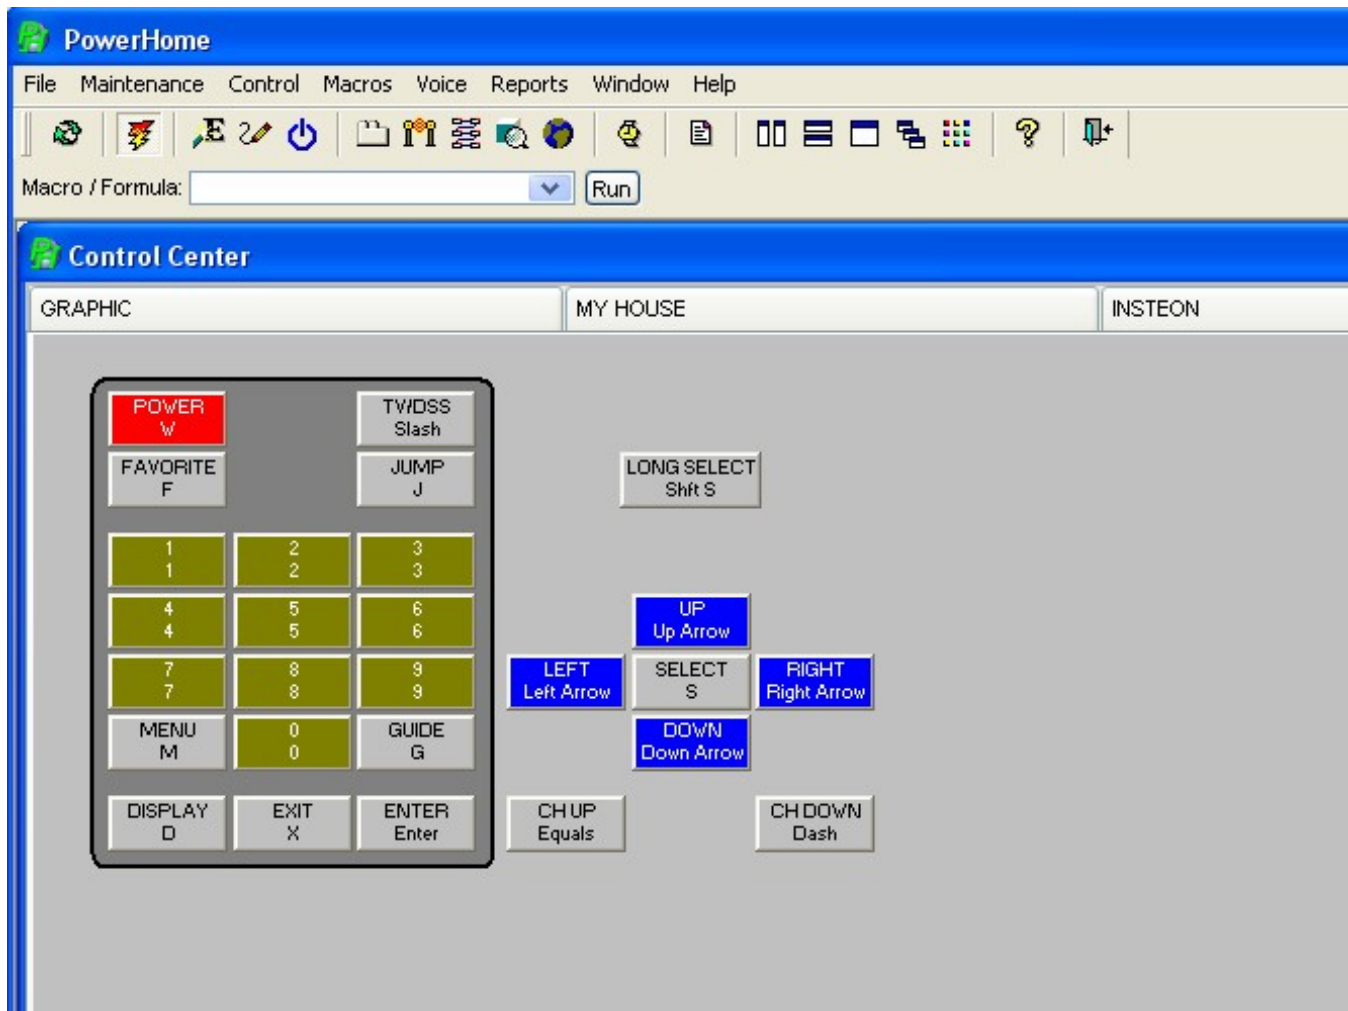 PowerHome
File Maintenance Control Macros Voice Reports Window Help
Macro / Formula: Run
Control Center
GRAPHIC MY HOUSE INSTEON
POWER TV/DSS
W Slash
FAVORITE JUMP LONG SELECT
F J Shft S
1 2 3
1 2 3
4 5 6 UP
4 5 6 Up Arrow
7 8 9 LEFT SELECT RIGHT
7 8 9 Left Arrow S Right Arrow
MENU 0 GUIDE DOWN
M 0 G Down Arrow
DISPLAY EXIT ENTER CH UP CH DOWN
D X Enter Equals Dash